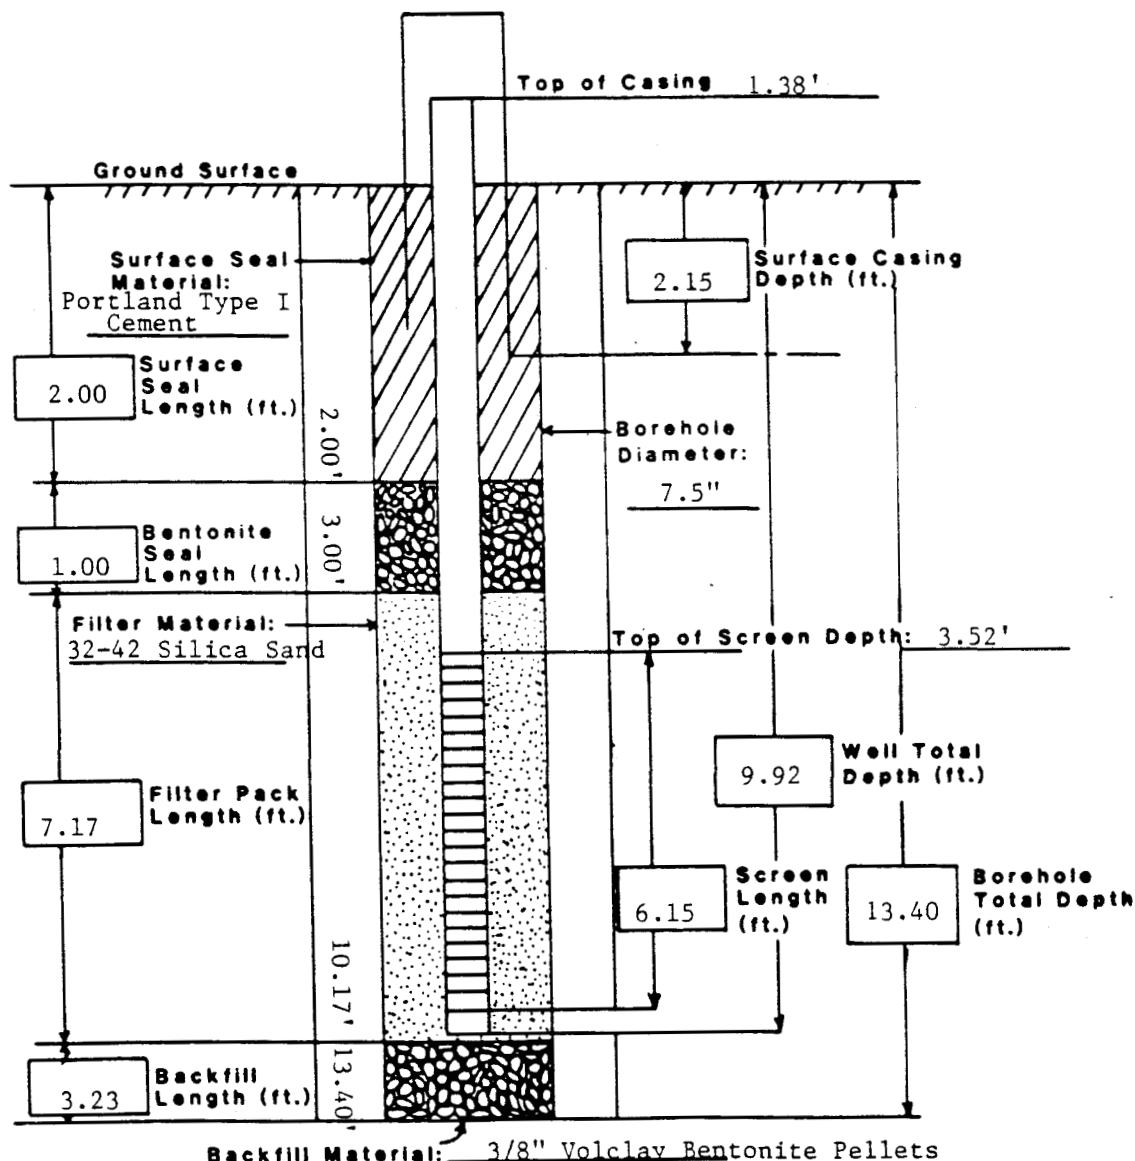 Top of Casing 1.38'
Ground Surface
Surface Seal
Material:
Portland Type I
Cement
2.15
Surface Casing
Depth (ft.)
2.00
Surface
Seal
Length (ft.)
2.00'
Borehole
Diameter:
7.5"
1.00
Bentonite
Seal
Length (ft.)
3.00'
Filter Material:
32-42 Silica Sand
Top of Screen Depth: 3.52'
9.92
Well Total
Depth (ft.)
7.17
Filter Pack
Length (ft.)
6.15
Screen
Length
(ft.)
13.40
Borehole
Total Depth
(ft.)
10.17'
13.40'
3.23
Backfill
Length (ft.)
Backfill Material: 3/8" Volclay Bentonite Pellets